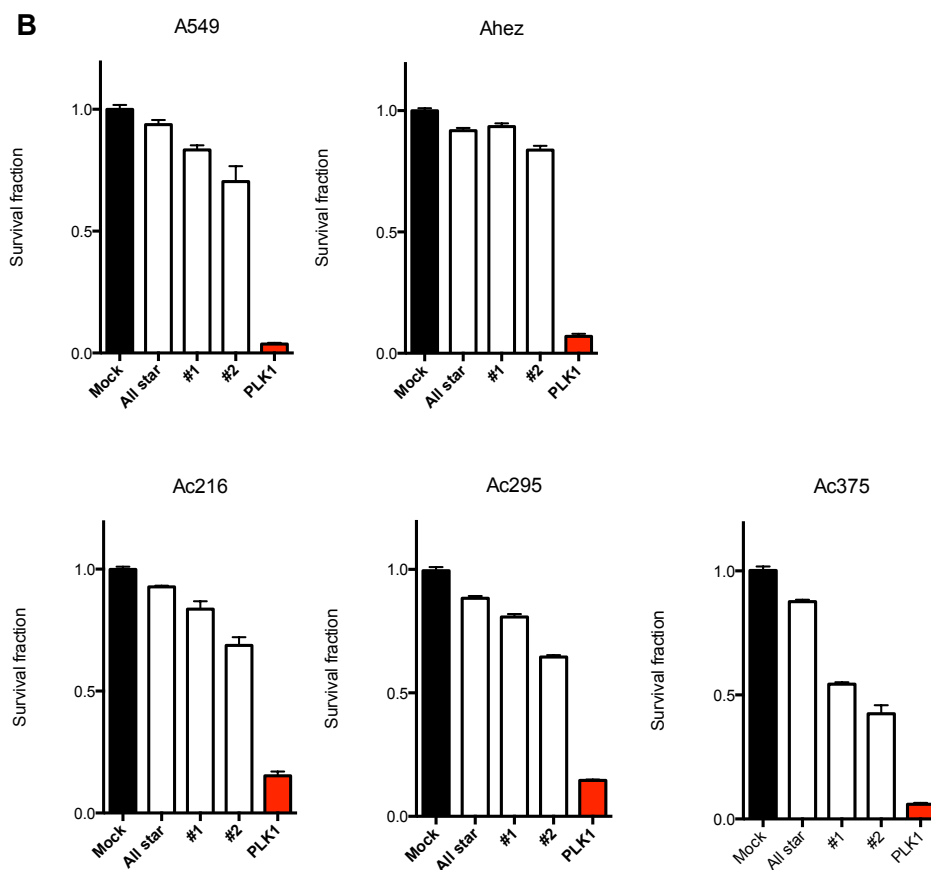 B
A549
Survival fraction
1.0
0.5
0.0
Mock
All star
#1
#2
PLK1
Ahez
Survival fraction
1.0
0.5
0.0
Mock
All star
#1
#2
PLK1
Ac216
Survival fraction
1.0
0.5
0.0
Mock
All star
#1
#2
PLK1
Ac295
Survival fraction
1.0
0.5
0.0
Mock
All star
#1
#2
PLK1
Ac375
Survival fraction
1.0
0.5
0.0
Mock
All star
#1
#2
PLK1